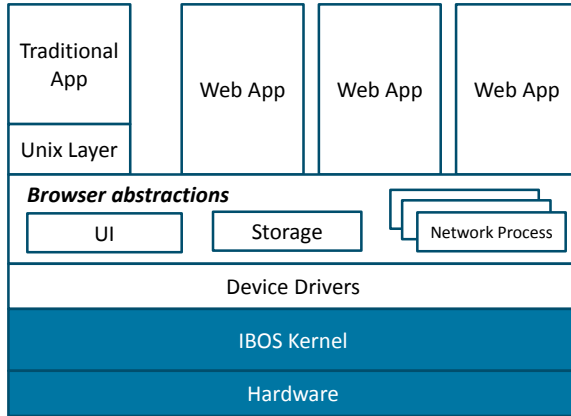 Traditional
App
Web App
Web App
Web App
Unix Layer
Browser abstractions
UI
Storage
Network Process
Device Drivers
IBOS Kernel
Hardware